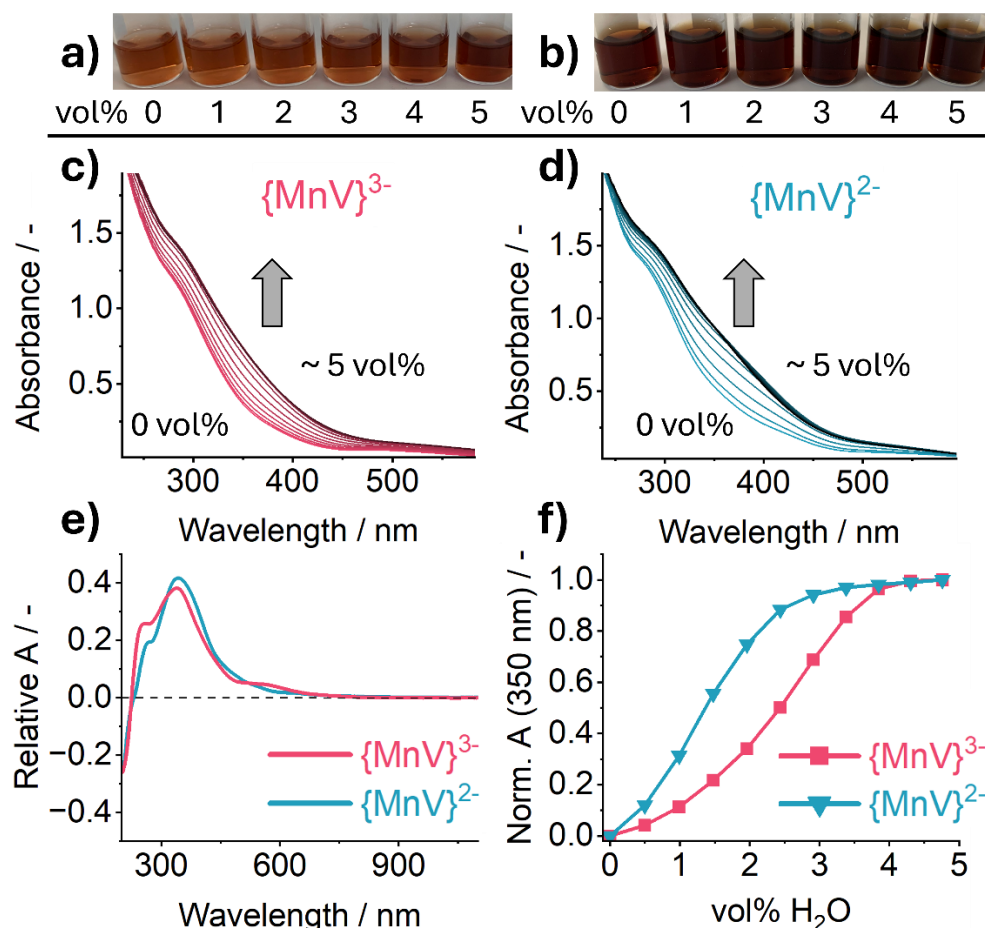 a)
b)
vol% 0 1 2 3 4 5
vol% 0 1 2 3 4 5
c)
{MnV}³⁻
Absorbance / -
1.5
1.0
0.5
0 vol%
~ 5 vol%
300 400 500
Wavelength / nm
d)
{MnV}²⁻
Absorbance / -
1.5
1.0
0.5
0 vol%
~ 5 vol%
300 400 500
Wavelength / nm
e)
Relative A / -
0.4
0.2
0.0
−0.2
−0.4
{MnV}³⁻
{MnV}²⁻
300 600 900
Wavelength / nm
f)
Norm. A (350 nm) / -
1.0
0.8
0.6
0.4
0.2
0.0
{MnV}³⁻
{MnV}²⁻
0 1 2 3 4 5
vol% H₂O